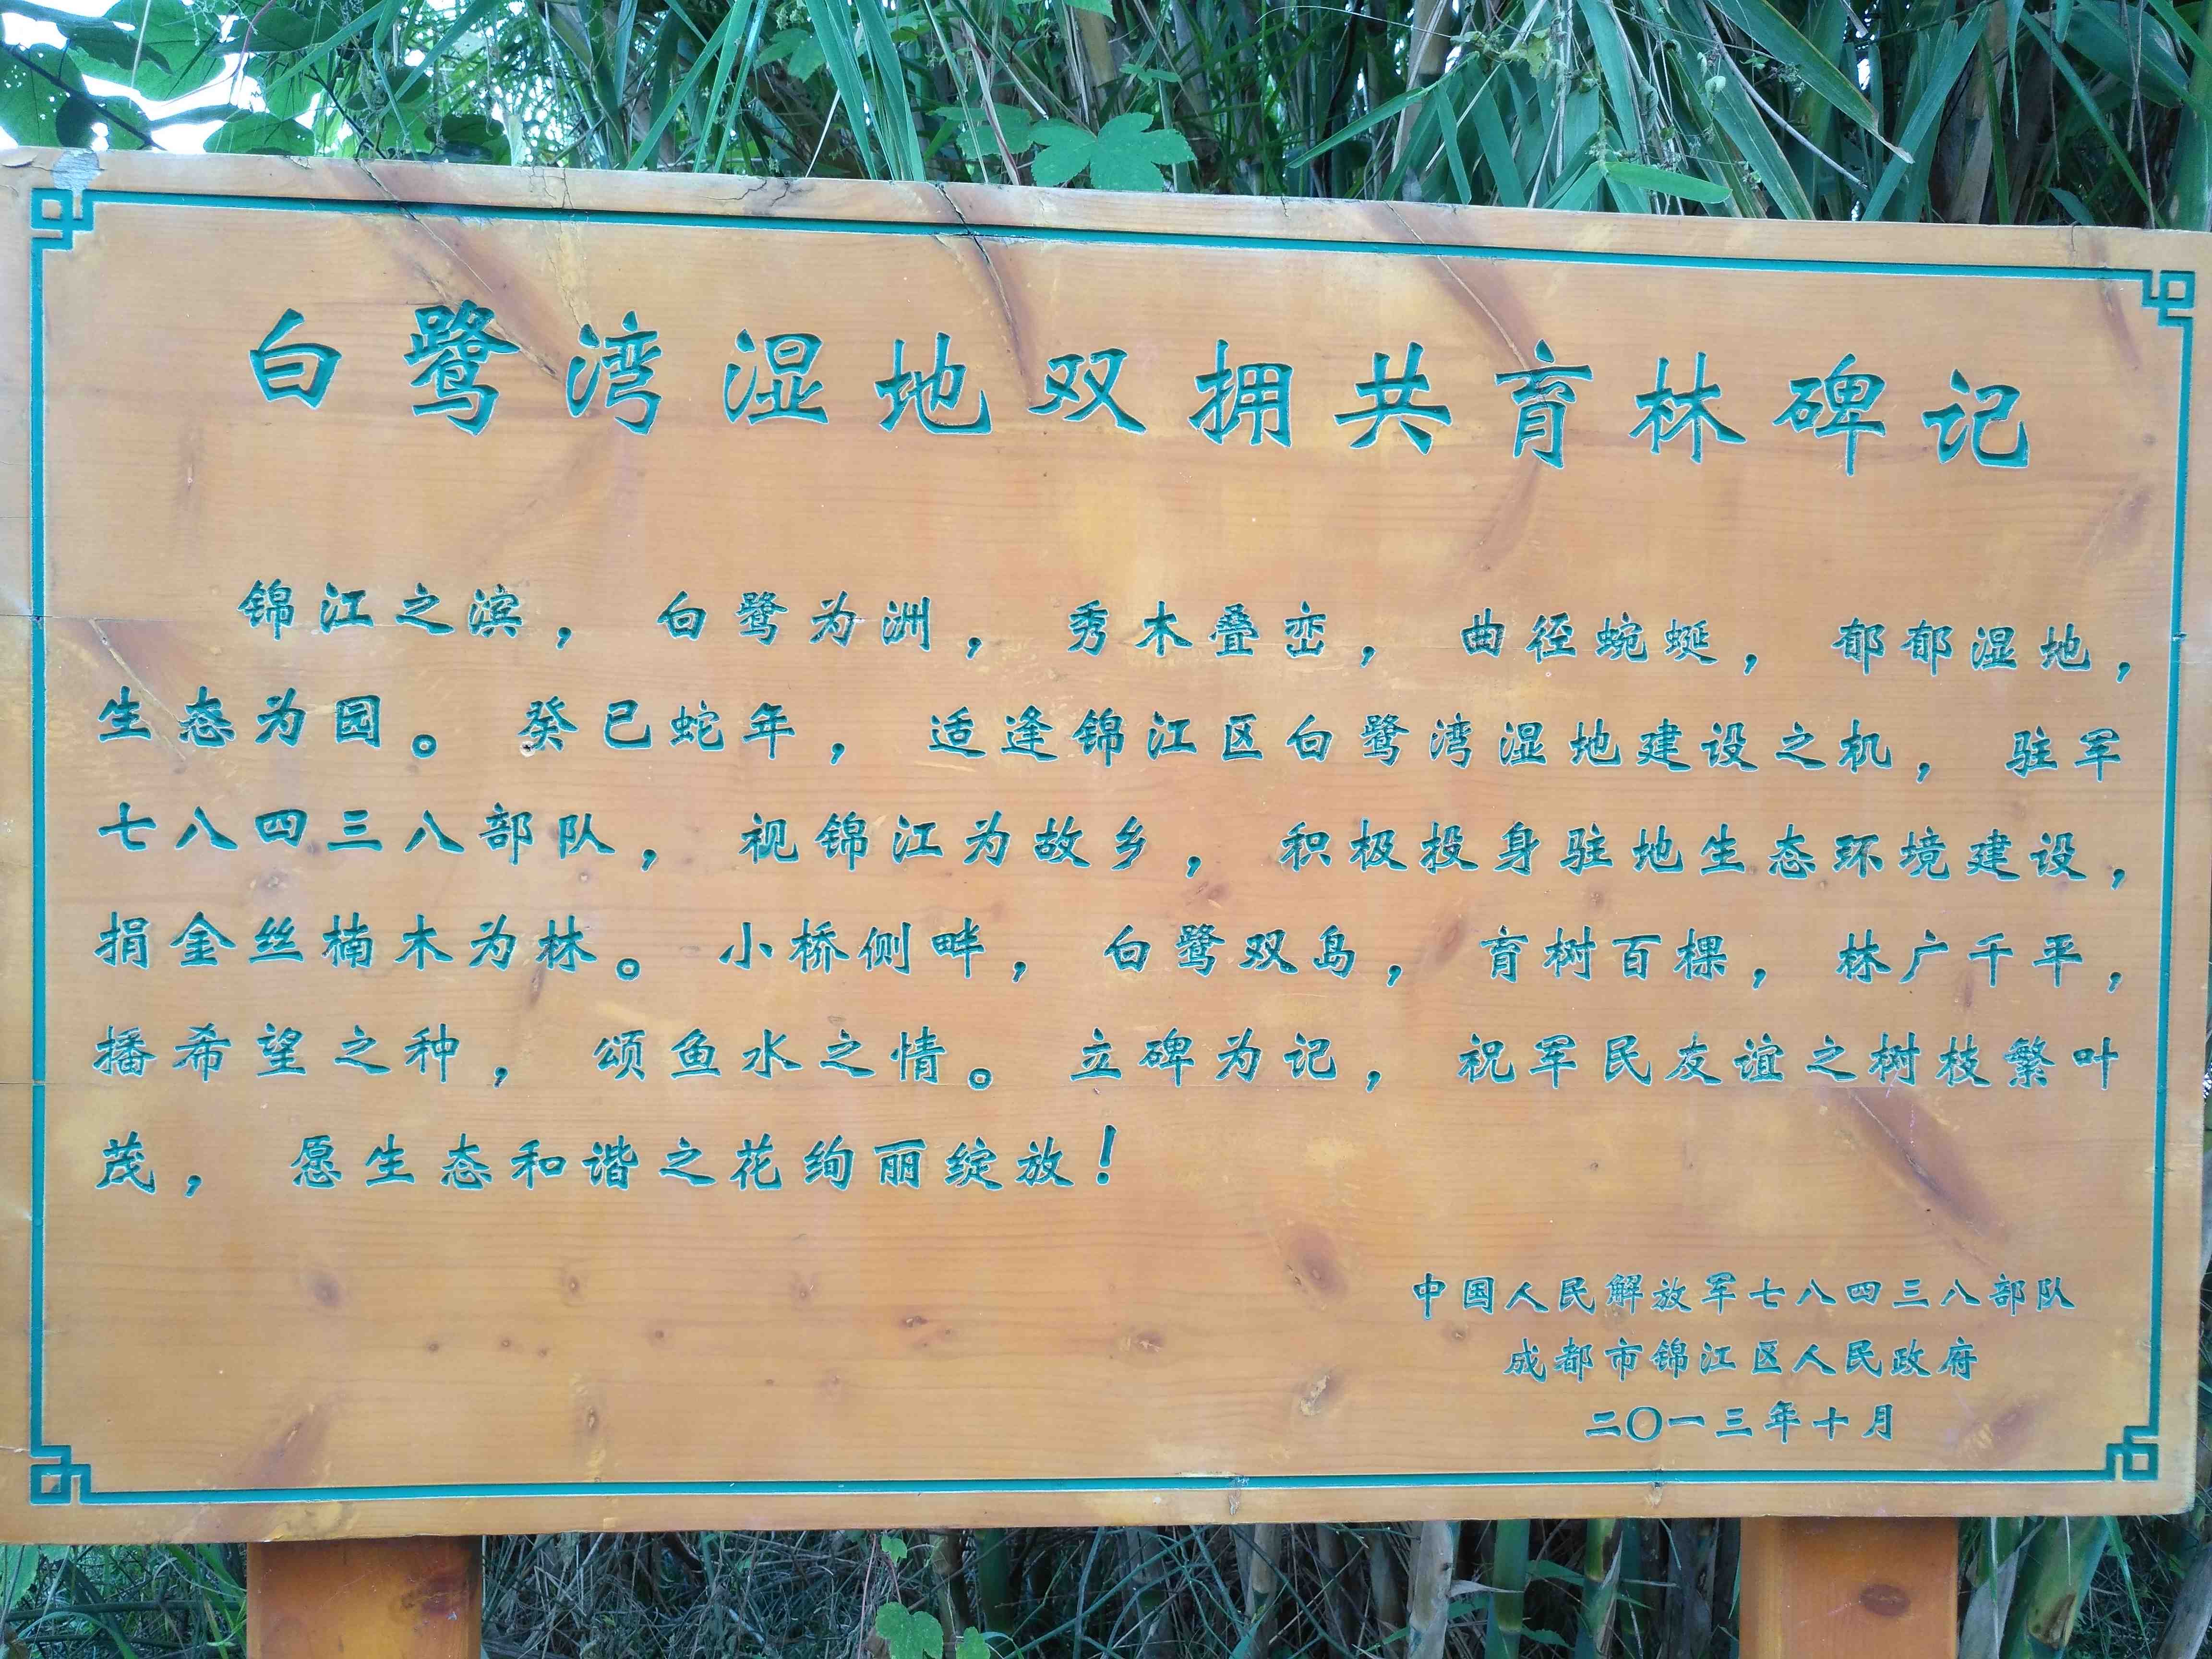 白鹭湾湿地双拥共育林碑记
锦江之滨，白鹭为洲，秀木叠峦，曲径蜿蜒，郁郁湿地，
生态为园。癸巳蛇年，适逢锦江区白鹭湾湿地建设之机，驻军
七八四三八部队，视锦江为故乡，积极投身驻地生态环境建设，
捐金丝楠木为林。小桥侧畔，白鹭双岛，育树百棵，林广千平，
播希望之种，颂鱼水之情。立碑为记，祝军民友谊之树枝繁叶
茂，愿生态和谐之花绚丽绽放！
中国人民解放军七八四三八部队
成都市锦江区人民政府
二〇一三年十月